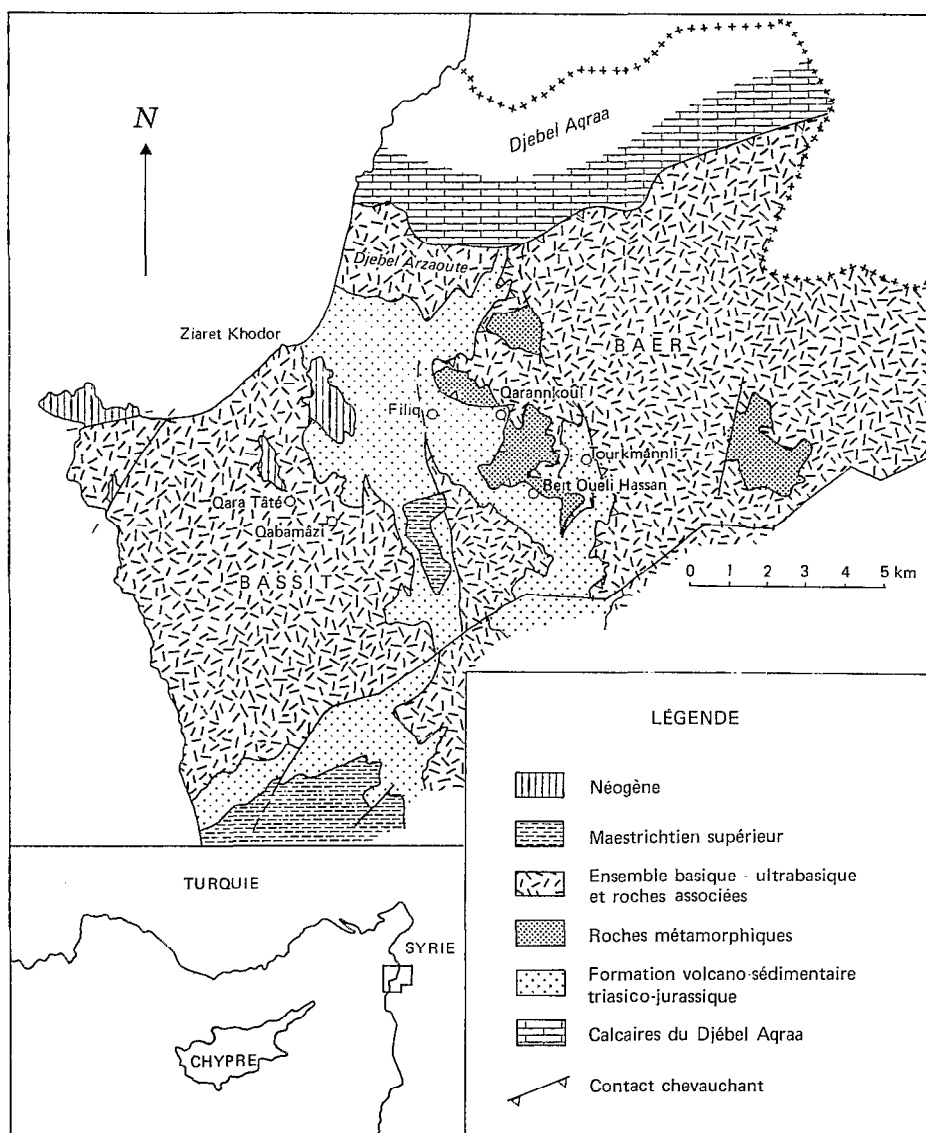 N
Djebel Aqraa
Djebel Arzaoute
Ziaret Khodor
BAER
Qarannkoül
Filiq
Tourkmannli
Beit Oueli Hassan
Qara Tâté
Qabamâzi
BASSIT
0 1 2 3 4 5 km
LÉGENDE
Néogène
Maestrichtien supérieur
Ensemble basique - ultrabasique
et roches associées
Roches métamorphiques
Formation volcano-sédimentaire
triasico-jurassique
Calcaires du Djébel Aqraa
Contact chevauchant
TURQUIE
SYRIE
CHYPRE